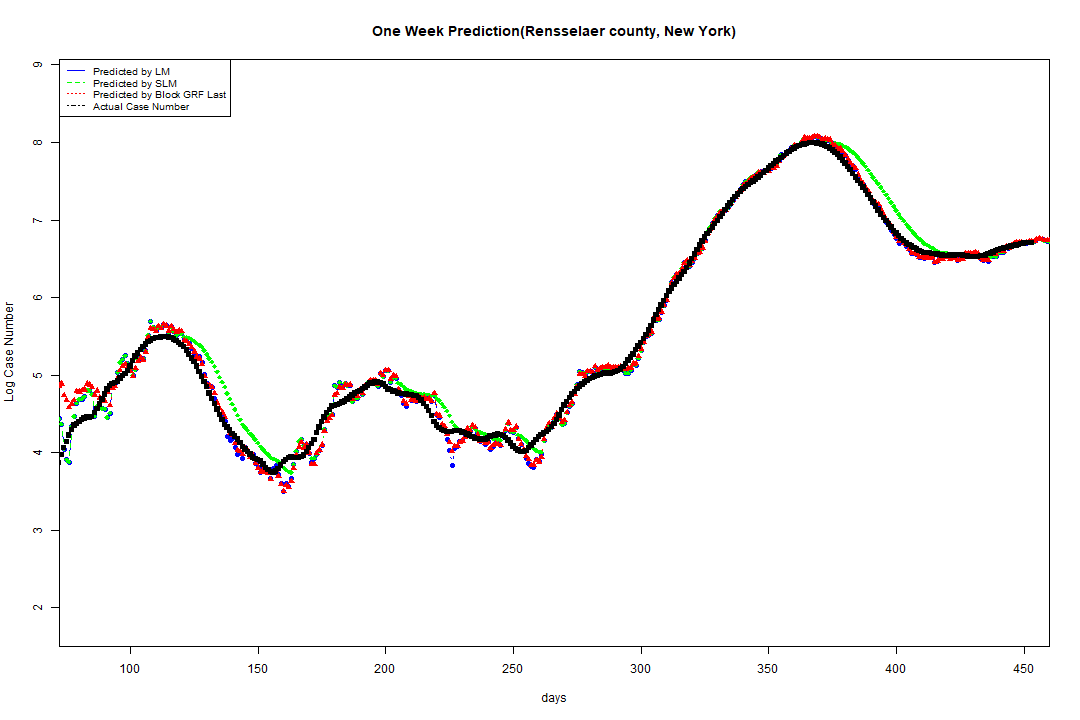 One Week Prediction(Rensselaer county, New York)
Predicted by LM
Predicted by SLM
Predicted by Block GRF Last
Actual Case Number
Log Case Number
9
8
7
6
5
4
3
2
100 150 200 250 300 350 400 450
days